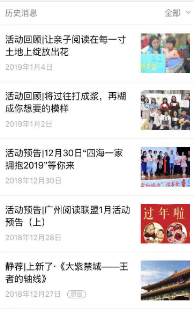 历史消息
全部
活动回顾|让亲子阅读在每一寸
土地上绽放出花
2019年1月4日
活动回顾|将过往打成浆，再糊
成你想要的模样
2019年1月2日
活动预告|12月30日“四海一家
拥抱2019”等你来
2018年12月30日
活动预告|广州阅读联盟1月活动
预告（上）
2018年12月28日
过年啦
静荐|上新了·《大紫禁城——王
者的轴线》
2018年12月27日
原创